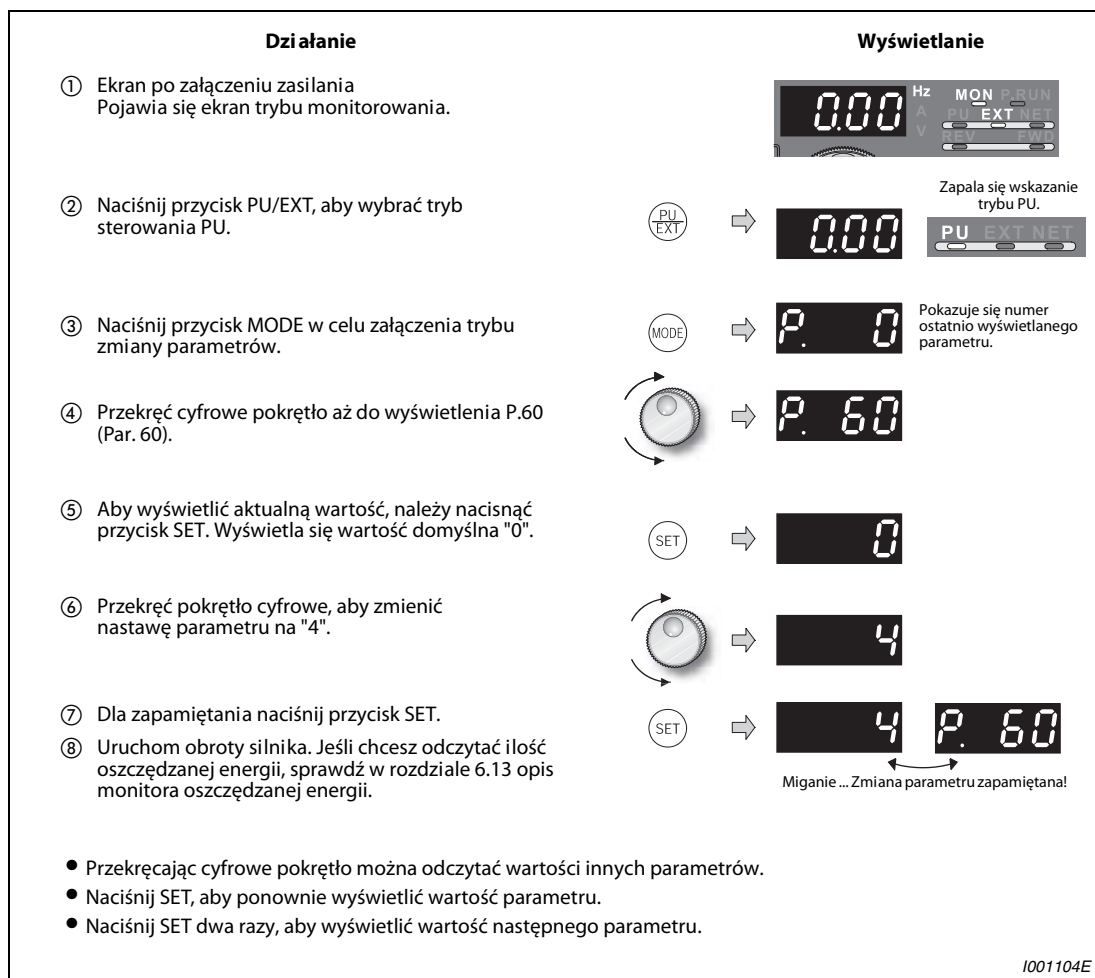 Działanie
Wyświetlanie
① Ekran po załączeniu zasilania
Pojawia się ekran trybu monitorowania.
0.00
Hz
A
V
MON P.RUN
PU EXT NET
REV FWD
② Naciśnij przycisk PU/EXT, aby wybrać tryb
sterowania PU.
PU
EXT
0.00
Zapala się wskazanie
trybu PU.
PU EXT NET
③ Naciśnij przycisk MODE w celu załączenia trybu
zmiany parametrów.
MODE
P. 0
Pokazuje się numer
ostatnio wyświetlanego
parametru.
④ Przekręć cyfrowe pokrętło aż do wyświetlenia P.60
(Par. 60).
P. 60
⑤ Aby wyświetlić aktualną wartość, należy nacisnąć
przycisk SET. Wyświetla się wartość domyślna "0".
SET
0
⑥ Przekręć pokrętło cyfrowe, aby zmienić
nastawę parametru na "4".
4
⑦ Dla zapamiętania naciśnij przycisk SET.
SET
4
P. 60
⑧ Uruchom obroty silnika. Jeśli chcesz odczytać ilość
oszczędzanej energii, sprawdź w rozdziale 6.13 opis
monitora oszczędzanej energii.
Miganie ... Zmiana parametru zapamiętana!
• Przekręcając cyfrowe pokrętło można odczytać wartości innych parametrów.
• Naciśnij SET, aby ponownie wyświetlić wartość parametru.
• Naciśnij SET dwa razy, aby wyświetlić wartość następnego parametru.
I001104E